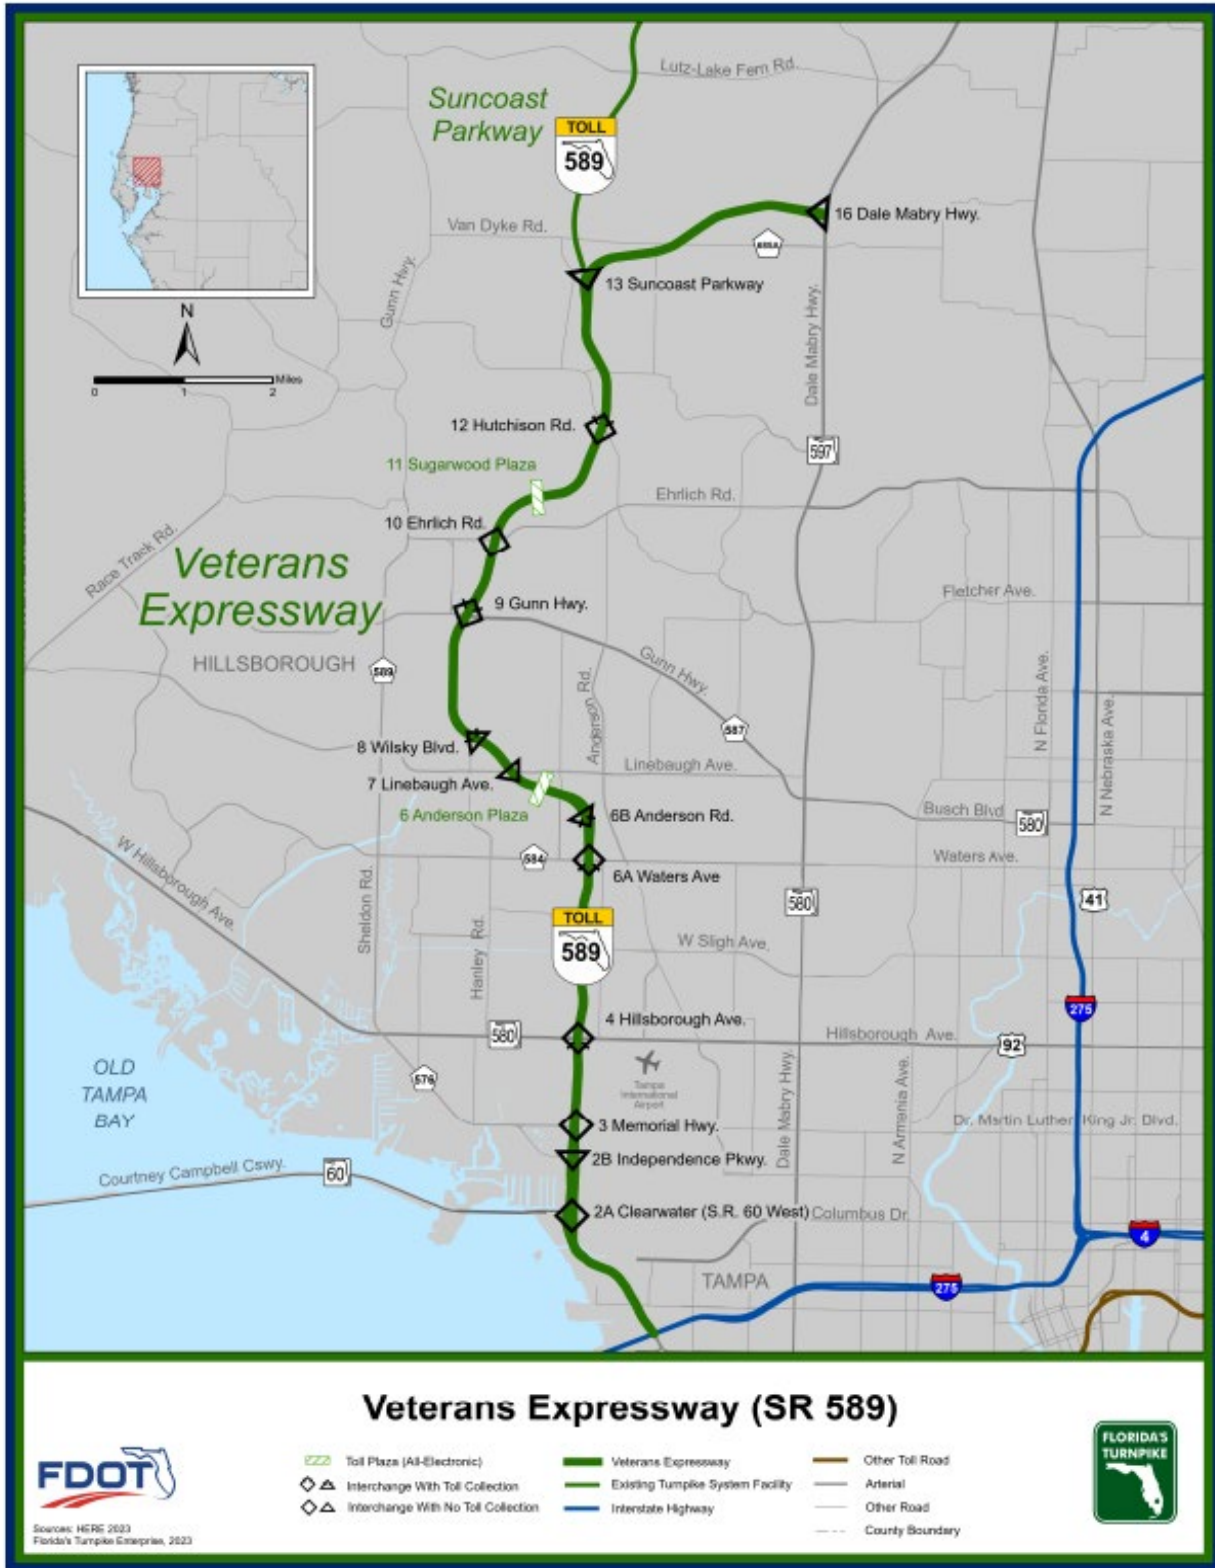 Lutz-Lake Fern Rd.
Suncoast
Parkway
TOLL
589
Van Dyke Rd.
16 Dale Mabry Hwy.
13 Suncoast Parkway
Gunn Hwy.
N
0 1 2 Miles
Dale Mabry Hwy.
12 Hutchison Rd.
597
11 Sugarwood Plaza
Ehrlich Rd.
10 Ehrlich Rd.
Race Track Rd.
Veterans
Expressway
Fletcher Ave.
9 Gunn Hwy.
HILLSBOROUGH
589
Gunn Hwy.
Anderson Rd.
N Florida Ave.
N Nebraska Ave.
587
8 Wilsky Blvd.
Linebaugh Ave.
7 Linebaugh Ave.
6 Anderson Plaza
6B Anderson Rd.
Busch Blvd
580
W Hillsborough Ave.
584
Waters Ave.
6A Waters Ave
580
41
Sheldon Rd.
Hanley Rd.
TOLL
589
W Sligh Ave.
275
4 Hillsborough Ave.
580
Hillsborough Ave.
92
OLD
TAMPA
BAY
576
Tampa
International
Airport
Dale Mabry Hwy.
N Armenia Ave.
3 Memorial Hwy.
Dr. Martin Luther King Jr. Blvd.
2B Independence Pkwy.
Courtney Campbell Cswy.
60
2A Clearwater (S.R. 60 West)
Columbus Dr.
4
TAMPA
275
Veterans Expressway (SR 589)
FDOT
Toll Plaza (All-Electronic)
Interchange With Toll Collection
Interchange With No Toll Collection
Veterans Expressway
Existing Turnpike System Facility
Interstate Highway
Other Toll Road
Arterial
Other Road
County Boundary
FLORIDA'S
TURNPIKE
Sources: HERE 2023
Florida's Turnpike Enterprise, 2023